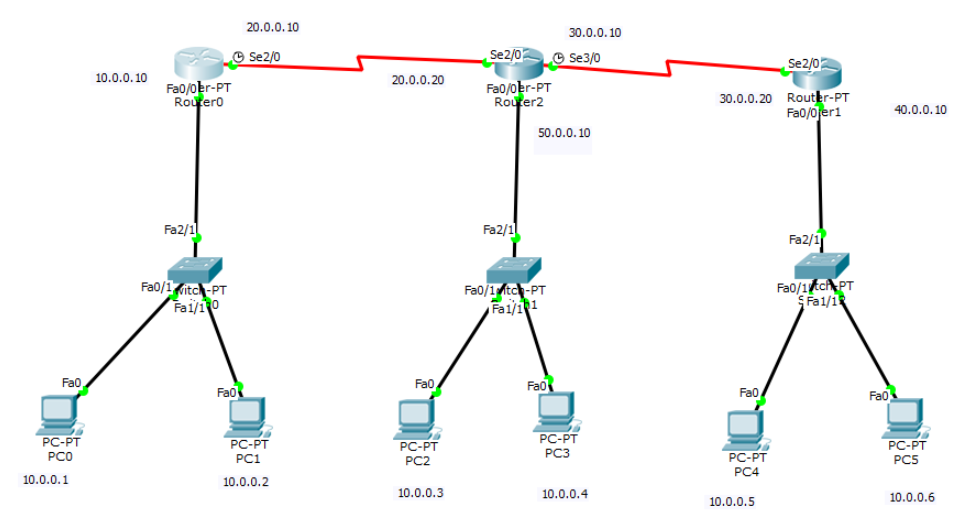 20.0.0.10
30.0.0.10
Se2/0
Se2/0
Se3/0
Se2/0
10.0.0.10
20.0.0.20
30.0.0.20
40.0.0.10
Fa0/0er-PT
Router0
Fa0/0er-PT
Router2
Router-PT
Fa0/0er1
50.0.0.10
Fa2/1
Fa2/1
Fa2/1
Fa0/1
witch-PT
Fa1/1
Fa0/1
itch-PT
Fa1/1
Fa0/1
tch-PT
Fa1/1
Fa0
Fa0
Fa0
Fa0
Fa0
Fa0
PC-PT
PC0
PC-PT
PC1
PC-PT
PC2
PC-PT
PC3
PC-PT
PC4
PC-PT
PC5
10.0.0.1
10.0.0.2
10.0.0.3
10.0.0.4
10.0.0.5
10.0.0.6